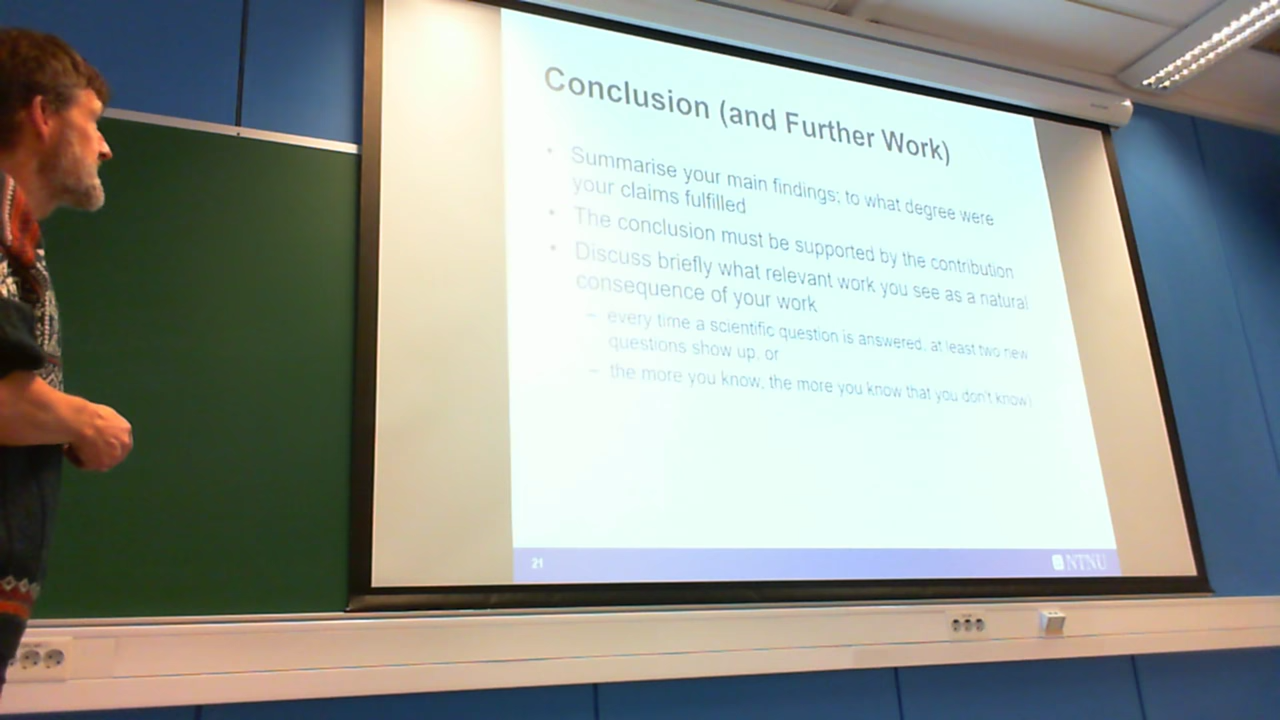 Conclusion (and Further Work)
• Summarise your main findings; to what degree were
your claims fulfilled
• The conclusion must be supported by the contribution
• Discuss briefly what relevant work you see as a natural
consequence of your work
– every time a scientific question is answered, at least two new
questions show up, or
– the more you know, the more you know that you don't know)
21
NTNU